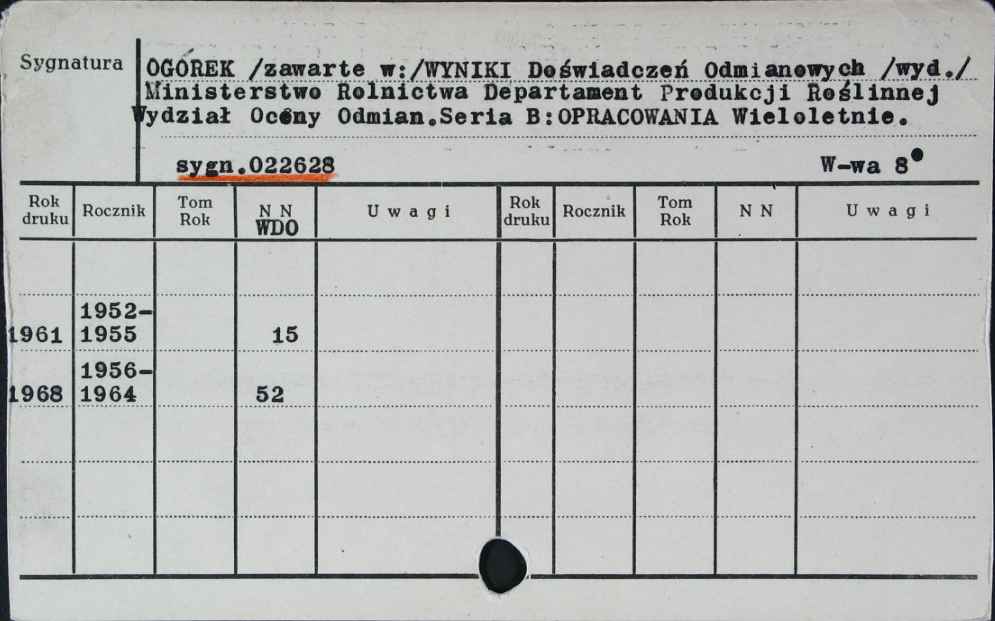 Sygnatura
OGÓREK /zawarte w:/WYNIKI Doświadczeń Odmianowych /wyd./
Ministerstwo Rolnictwa Departament Produkcji Roślinnej
Wydział Oceny Odmian.Seria B:OPRACOWANIA Wieloletnie.
sygn.022628 W-wa 8°
Rok druku Rocznik Tom Rok N N WDO Uwagi Rok druku Rocznik Tom Rok N N Uwagi
1952-
1961 1955 15
1956-
1968 1964 52